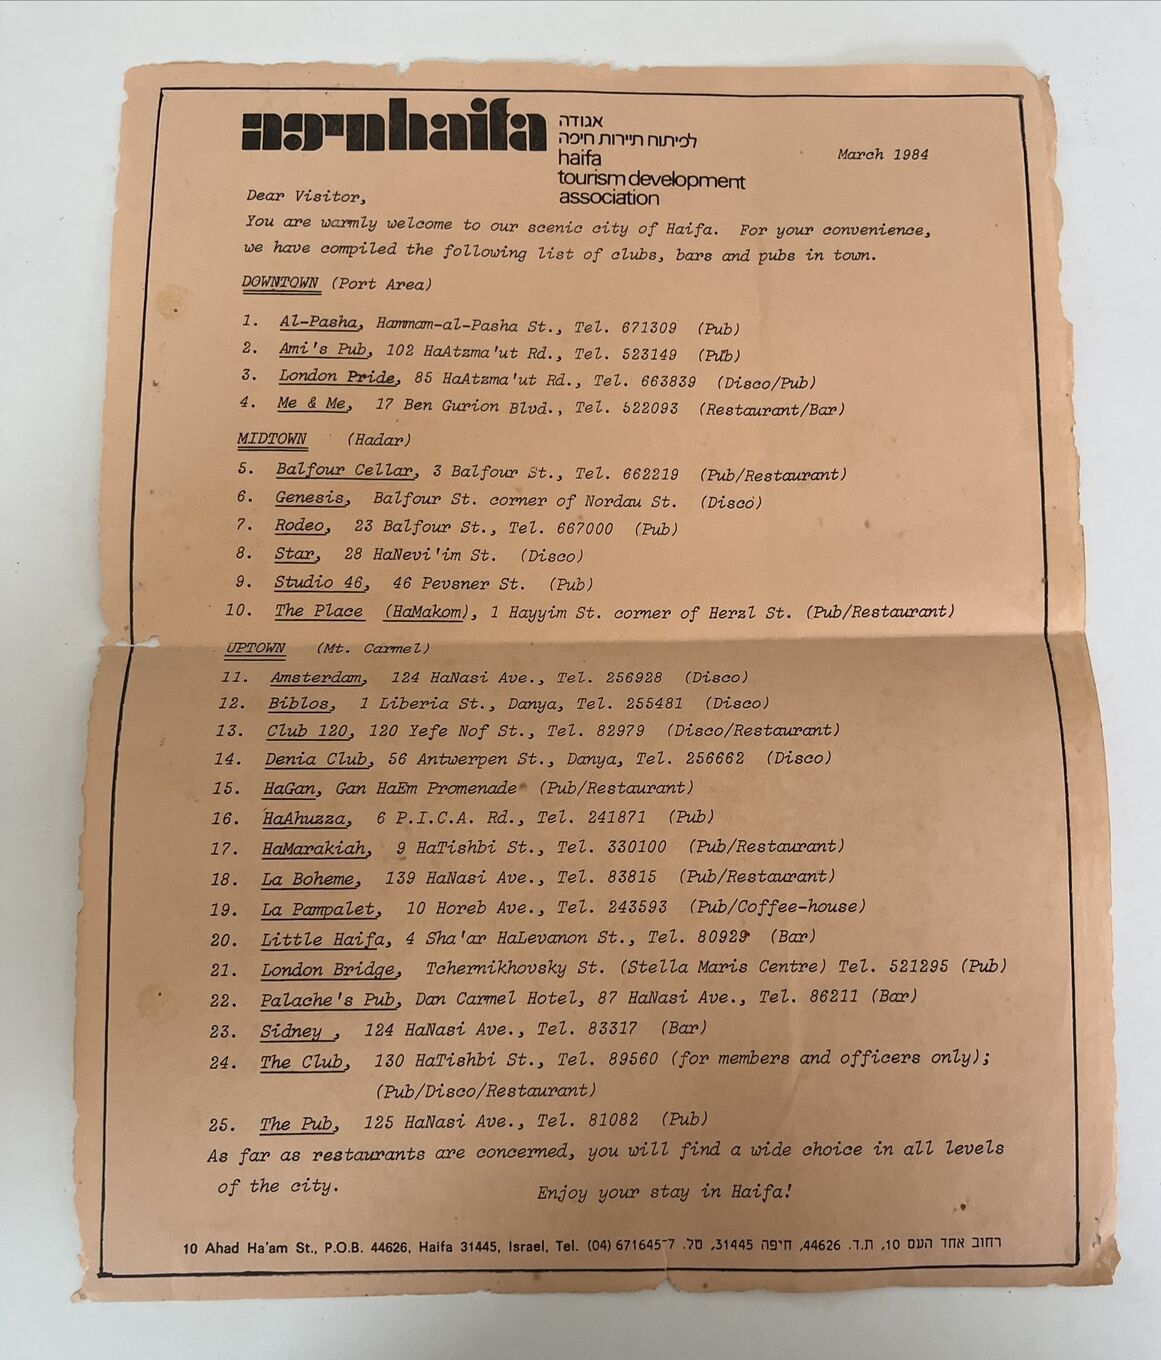 חיפהhaifa
אגודה
לפיתוח תיירות חיפה
haifa
tourism development
association
March 1984
Dear Visitor,
You are warmly welcome to our scenic city of Haifa. For your convenience,
we have compiled the following list of clubs, bars and pubs in town.
DOWNTOWN (Port Area)
1. Al-Pasha, Hammam-al-Pasha St., Tel. 671309 (Pub)
2. Ami's Pub, 102 HaAtzma'ut Rd., Tel. 523149 (Pub)
3. London Pride, 85 HaAtzma'ut Rd., Tel. 663839 (Disco/Pub)
4. Me & Me, 17 Ben Gurion Blvd., Tel. 522093 (Restaurant/Bar)
MIDTOWN (Hadar)
5. Balfour Cellar, 3 Balfour St., Tel. 662219 (Pub/Restaurant)
6. Genesis, Balfour St. corner of Nordau St. (Disco)
7. Rodeo, 23 Balfour St., Tel. 667000 (Pub)
8. Star, 28 HaNevi'im St. (Disco)
9. Studio 46, 46 Pevsner St. (Pub)
10. The Place (HaMakom), 1 Hayyim St. corner of Herzl St. (Pub/Restaurant)
UPTOWN (Mt. Carmel)
11. Amsterdam, 124 HaNasi Ave., Tel. 256928 (Disco)
12. Biblos, 1 Liberia St., Danya, Tel. 255481 (Disco)
13. Club 120, 120 Yefe Nof St., Tel. 82979 (Disco/Restaurant)
14. Denia Club, 56 Antwerpen St., Danya, Tel. 256662 (Disco)
15. HaGan, Gan HaEm Promenade (Pub/Restaurant)
16. HaAhuzza, 6 P.I.C.A. Rd., Tel. 241871 (Pub)
17. HaMarakiah, 9 HaTishbi St., Tel. 330100 (Pub/Restaurant)
18. La Boheme, 139 HaNasi Ave., Tel. 83815 (Pub/Restaurant)
19. La Pampalet, 10 Horeb Ave., Tel. 243593 (Pub/Coffee-house)
20. Little Haifa, 4 Sha'ar HaLevanon St., Tel. 80929 (Bar)
21. London Bridge, Tchernikhovsky St. (Stella Maris Centre) Tel. 521295 (Pub)
22. Palache's Pub, Dan Carmel Hotel, 87 HaNasi Ave., Tel. 86211 (Bar)
23. Sidney , 124 HaNasi Ave., Tel. 83317 (Bar)
24. The Club, 130 HaTishbi St., Tel. 89560 (for members and officers only);
(Pub/Disco/Restaurant)
25. The Pub, 125 HaNasi Ave., Tel. 81082 (Pub)
As far as restaurants are concerned, you will find a wide choice in all levels
of the city. Enjoy your stay in Haifa!
10 Ahad Ha'am St., P.O.B. 44626, Haifa 31445, Israel, Tel. (04) 671645-7 רחוב אחד העם 10, ת.ד. 44626, חיפה 31445, טל.